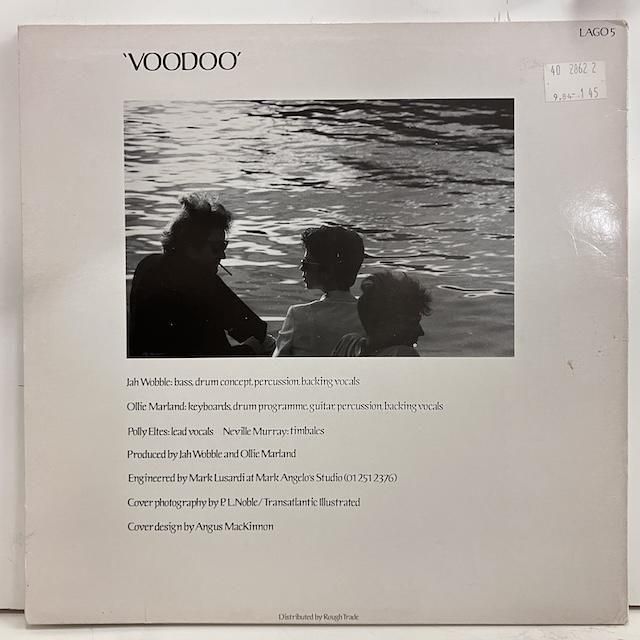 LAGO 5
'VOODOO'
40 2862 2
9.84-.1 45
Jah Wobble: bass, drum concept, percussion, backing vocals
Ollie Marland: keyboards, drum programme, guitar, percussion, backing vocals
Polly Eltes: lead vocals Neville Murray: timbales
Produced by Jah Wobble and Ollie Marland
Engineered by Mark Lusardi at Mark Angelo's Studio (01 251 2376)
Cover photography by P. L. Noble/Transatlantic Illustrated
Cover design by Angus MacKinnon
Distributed by Rough Trade